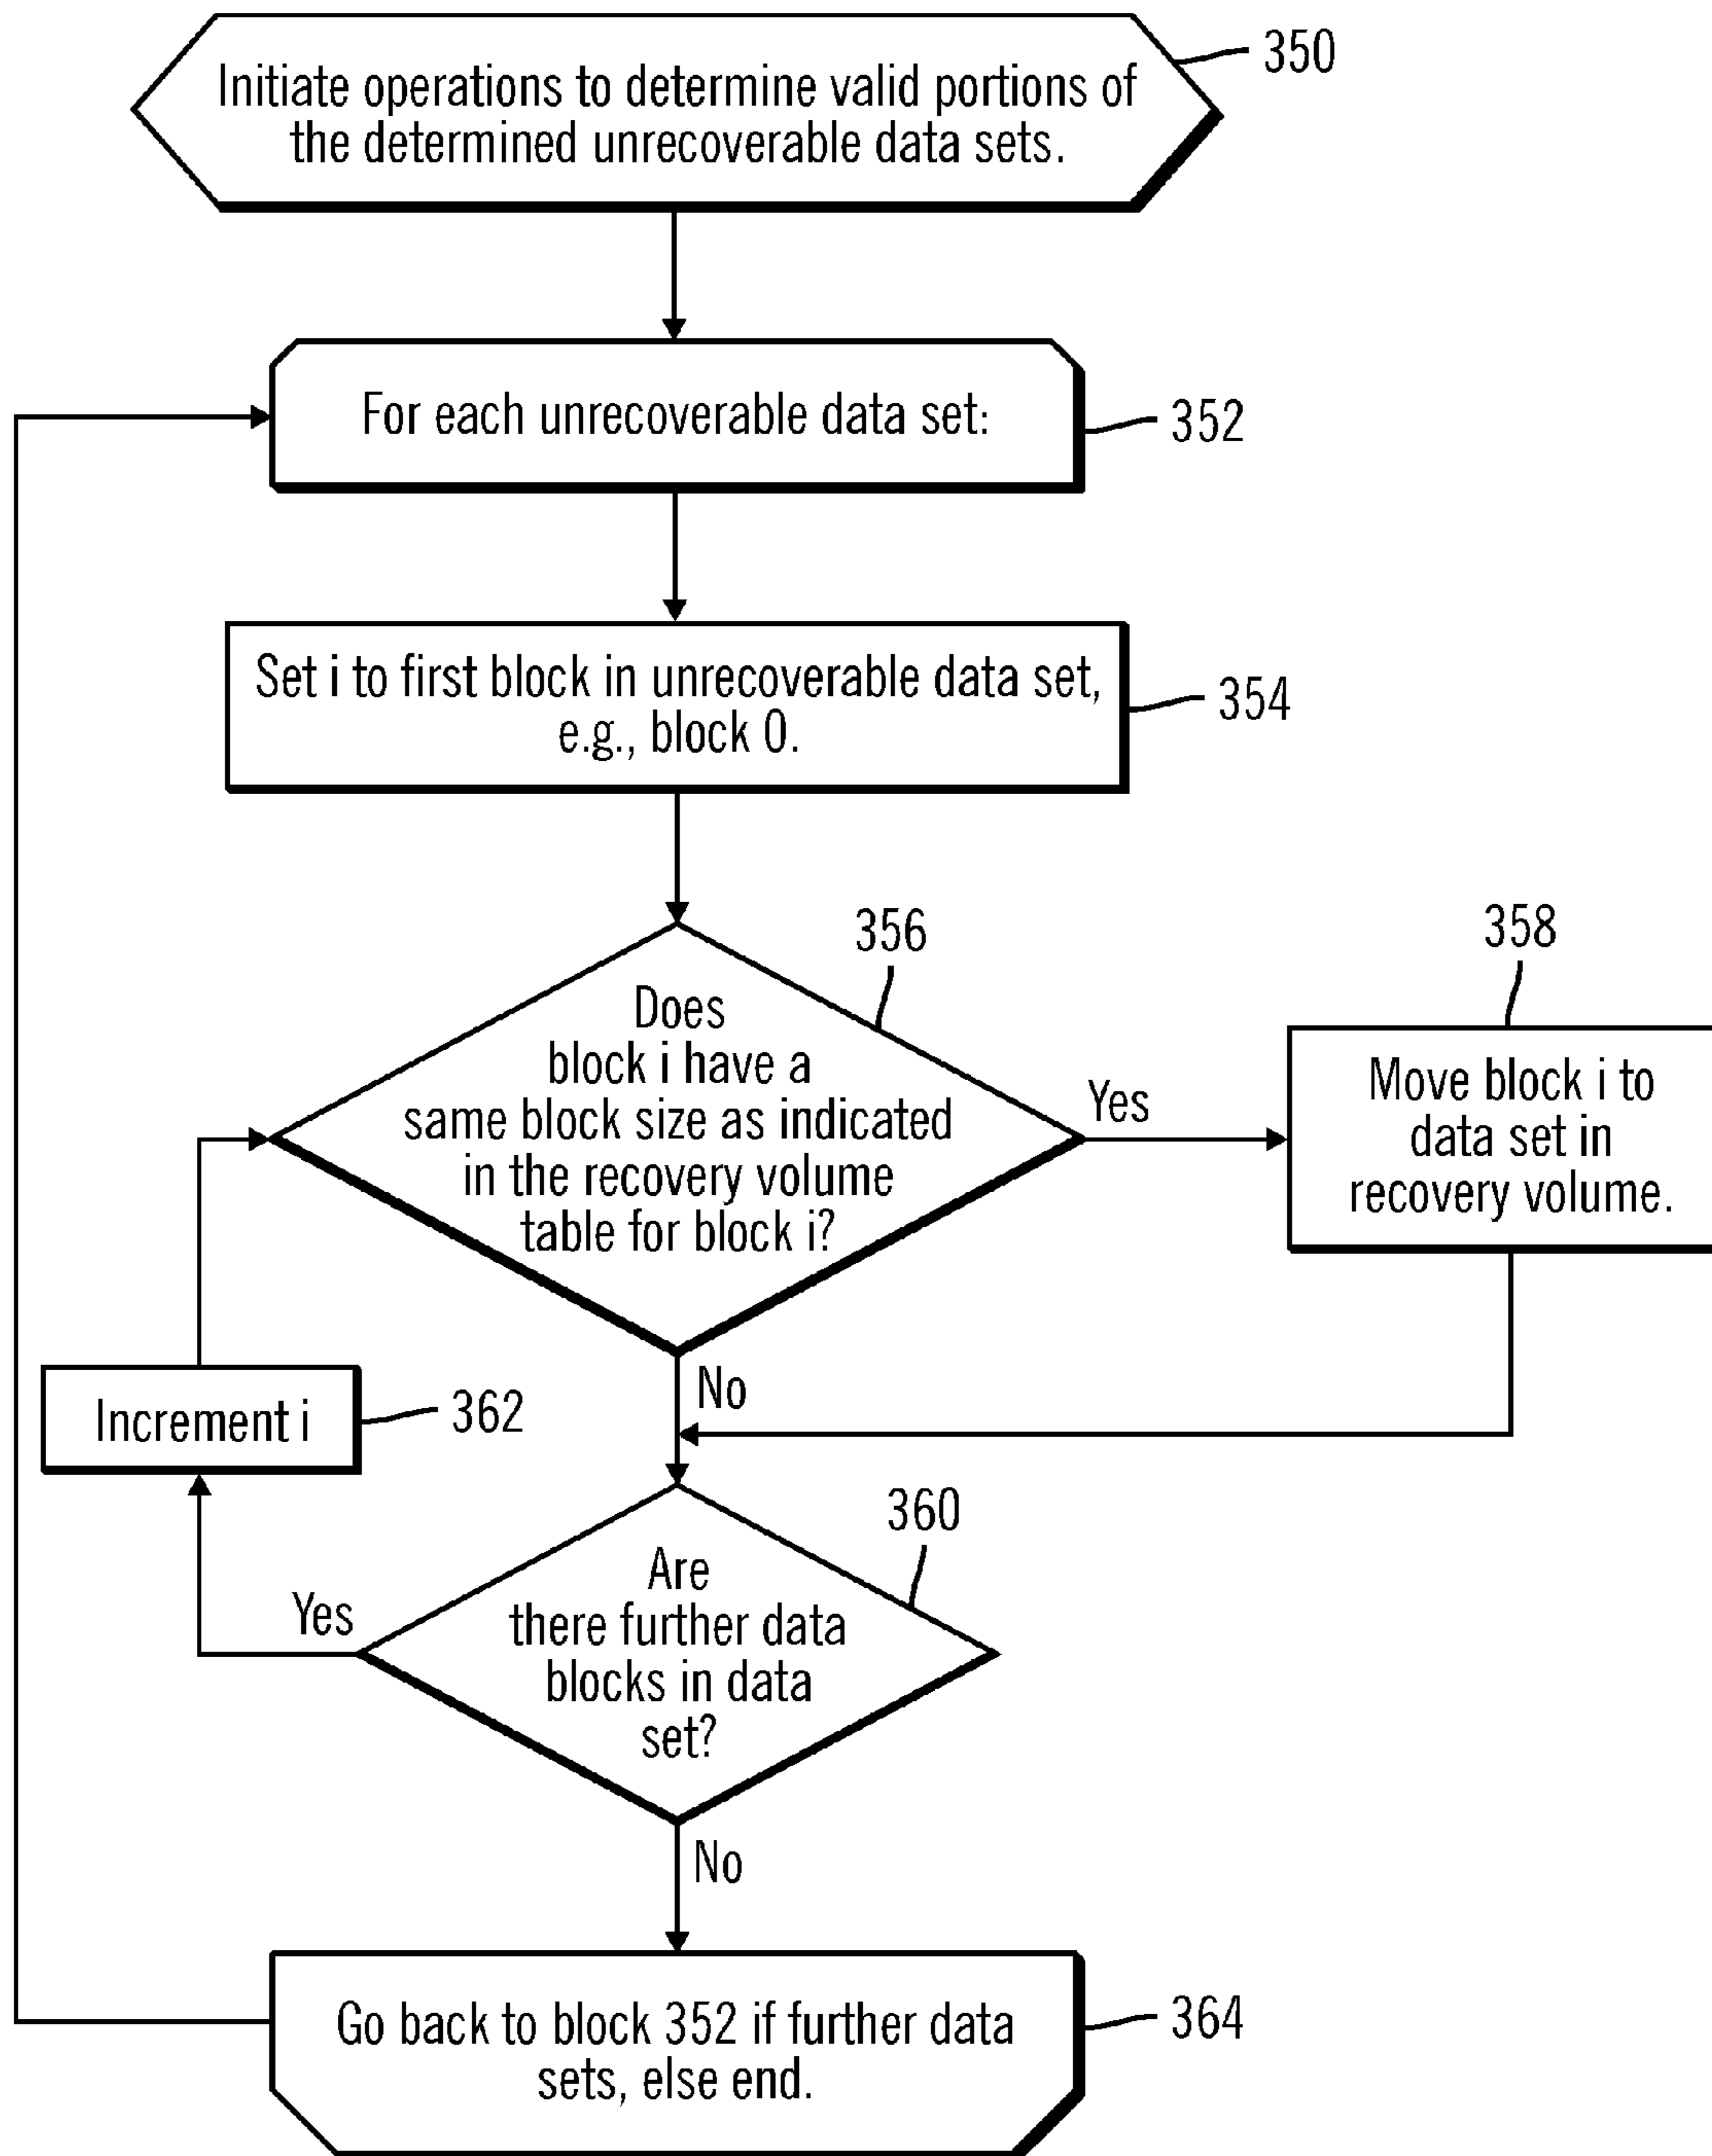 350
Initiate operations to determine valid portions of
the determined unrecoverable data sets.
For each unrecoverable data set:
352
Set i to first block in unrecoverable data set,
e.g., block 0.
354
356
Does
block i have a
same block size as indicated
in the recovery volume
table for block i?
Yes
358
Move block i to
data set in
recovery volume.
No
Increment i
362
360
Are
there further data
blocks in data
set?
Yes
No
Go back to block 352 if further data
sets, else end.
364